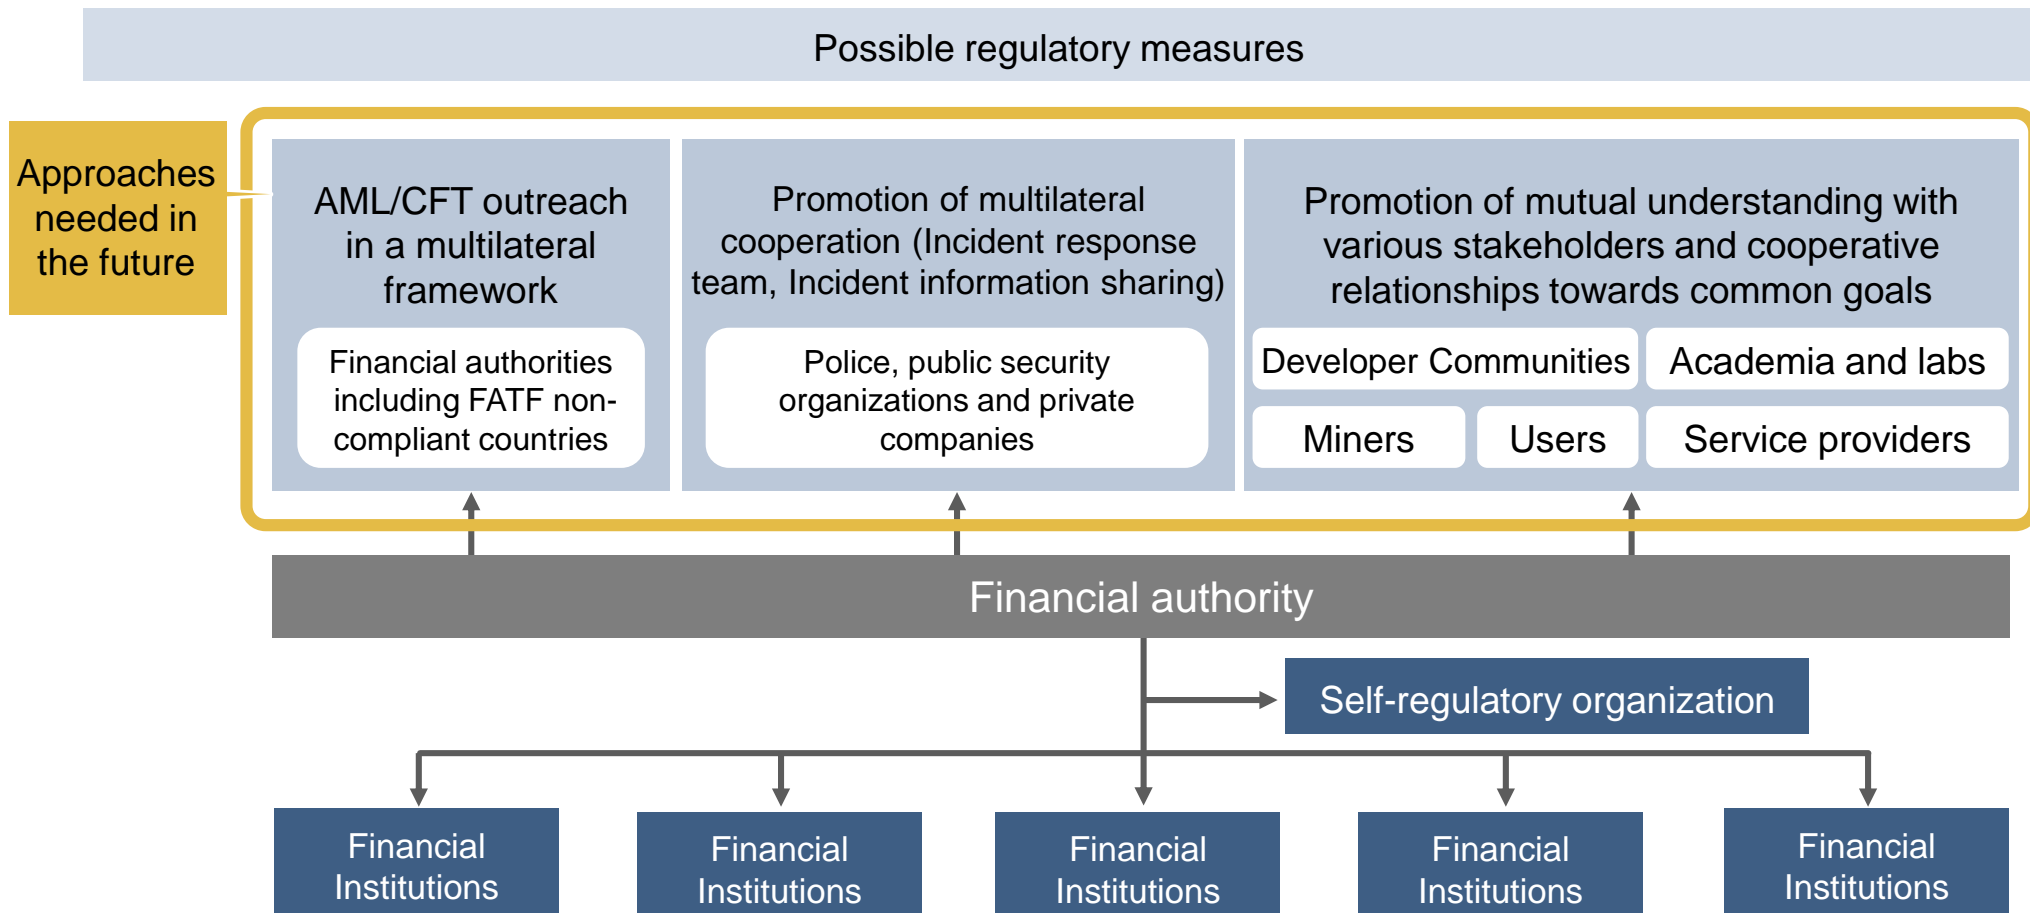 Possible regulatory measures
Approaches
needed in
the future
AML/CFT outreach
in a multilateral
framework
Financial authorities
including FATF non-
compliant countries
Promotion of multilateral
cooperation (Incident response
team, Incident information sharing)
Police, public security
organizations and private
companies
Promotion of mutual understanding with
various stakeholders and cooperative
relationships towards common goals
Developer Communities
Academia and labs
Miners
Users
Service providers
Financial authority
Self-regulatory organization
Financial
Institutions
Financial
Institutions
Financial
Institutions
Financial
Institutions
Financial
Institutions